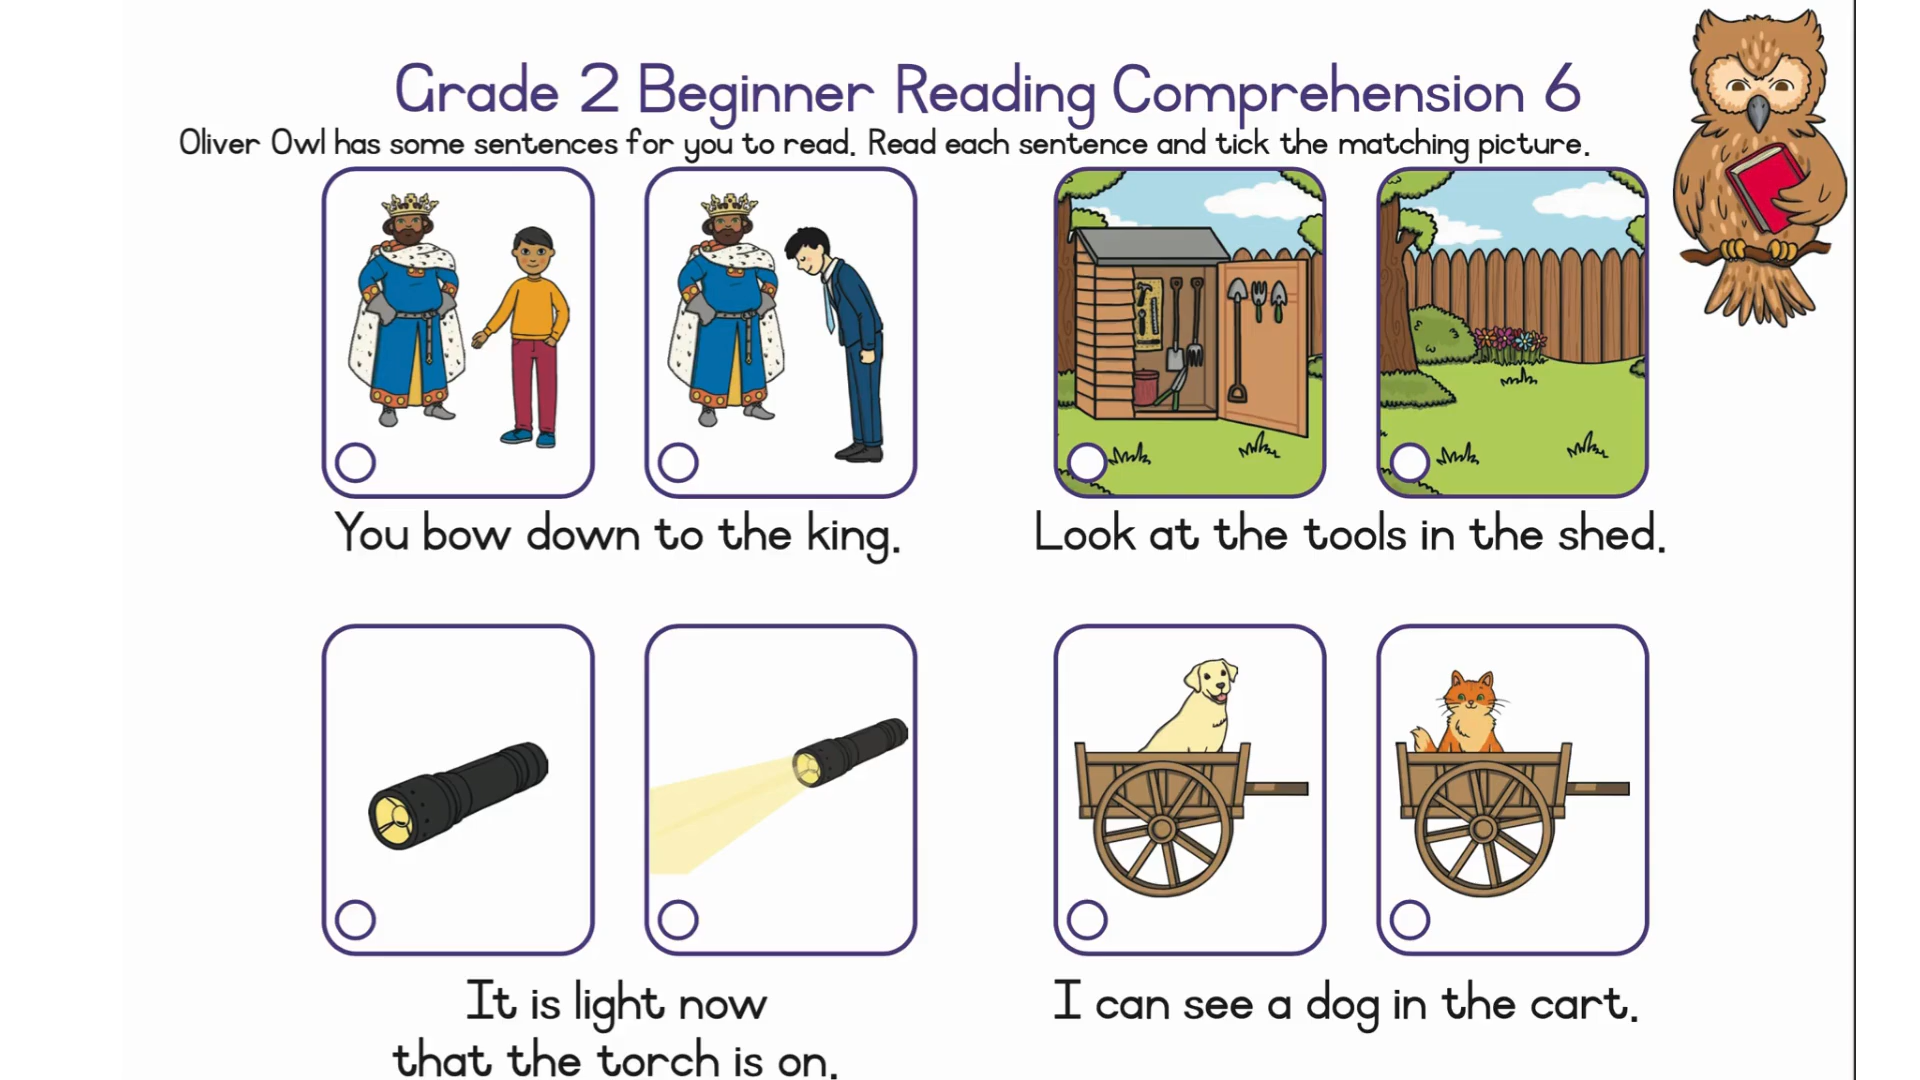 Grade 2 Beginner Reading Comprehension 6
Oliver Owl has some sentences for you to read. Read each sentence and tick the matching picture.
You bow down to the king.
Look at the tools in the shed.
It is light now
that the torch is on.
I can see a dog in the cart.